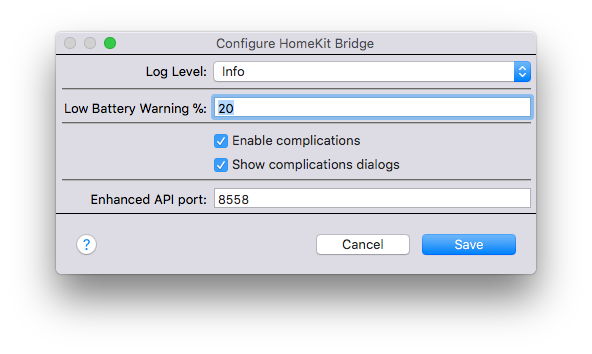 Configure HomeKit Bridge
Log Level: Info
Low Battery Warning %: 20
Enable complications
Show complications dialogs
Enhanced API port: 8558
? Cancel Save